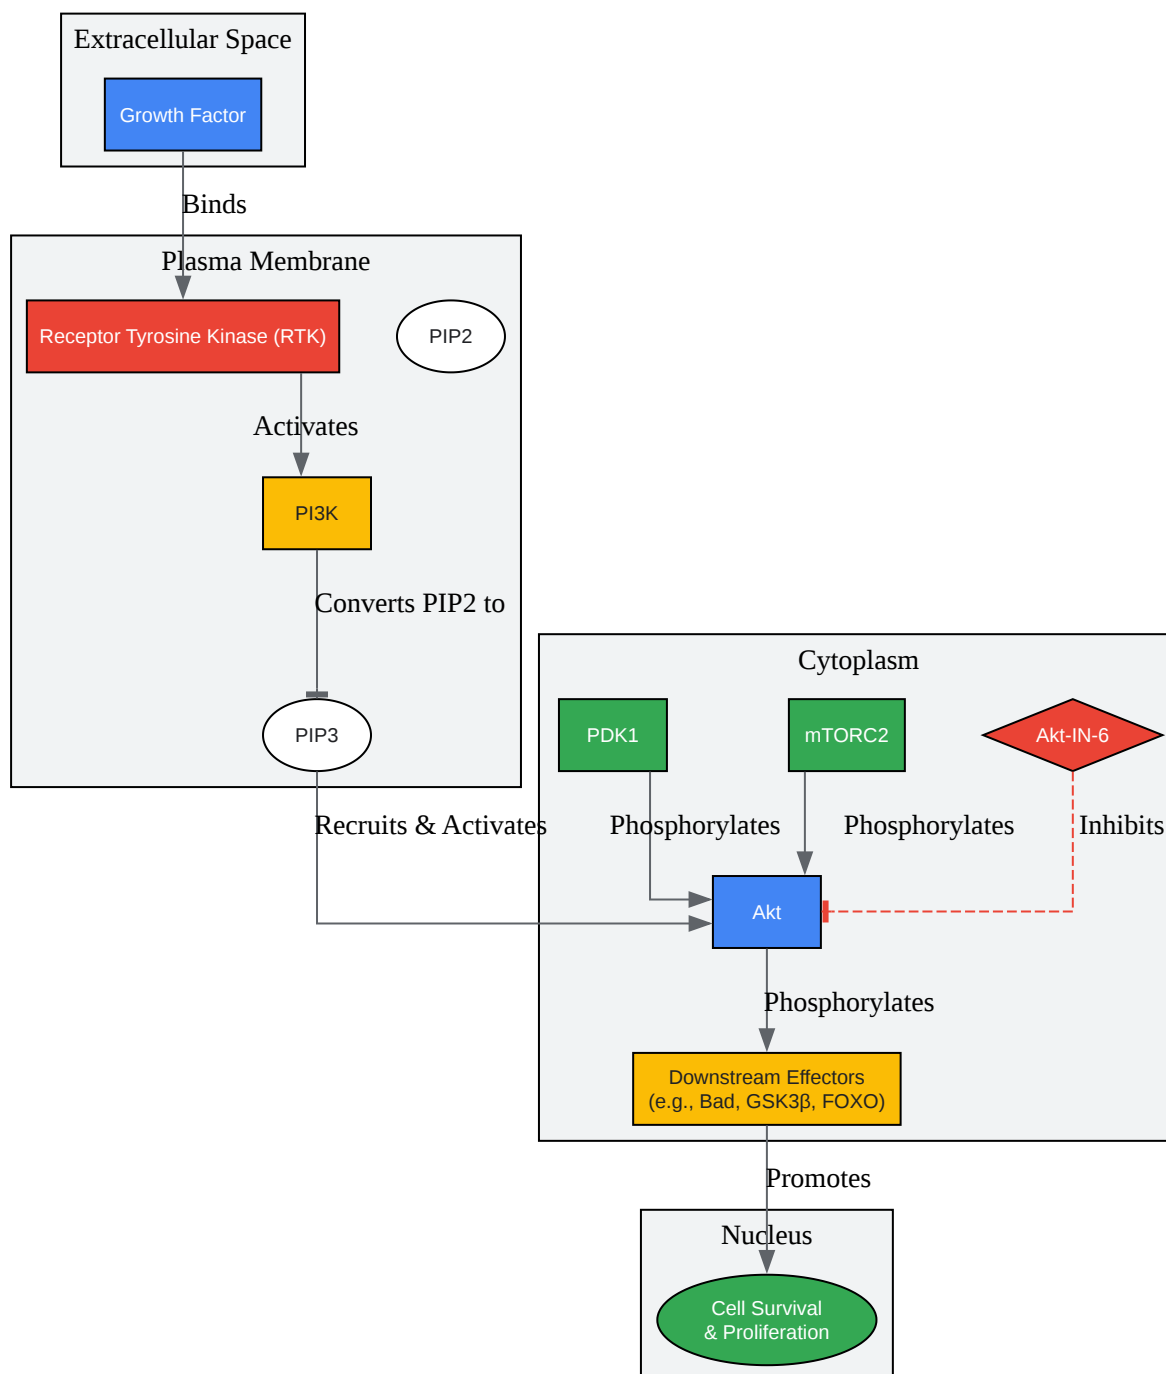 Extracellular Space
Growth Factor
Binds
Plasma Membrane
Receptor Tyrosine Kinase (RTK)
PIP2
Activates
PI3K
Converts PIP2 to
Cytoplasm
PIP3
PDK1
mTORC2
Akt-IN-6
Recruits & Activates
Phosphorylates
Phosphorylates
Inhibits
Akt
Phosphorylates
Downstream Effectors
(e.g., Bad, GSK3β, FOXO)
Promotes
Nucleus
Cell Survival
& Proliferation